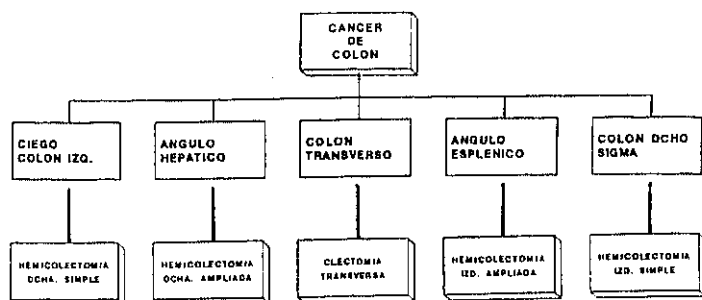 CANCER
DE
COLON
CIEGO
COLON IZQ.
ANGULO
HEPATICO
COLON
TRANSVERSO
ANGULO
ESPLENICO
COLON DCHO
SIGMA
HEMICOLECTOMIA
DCHA. SIMPLE
HEMICOLECTOMIA
DCHA. AMPLIADA
CLECTOMIA
TRANSVERSA
HEMICOLECTOMIA
IZD. AMPLIADA
HEMICOLECTOMIA
IZD. SIMPLE